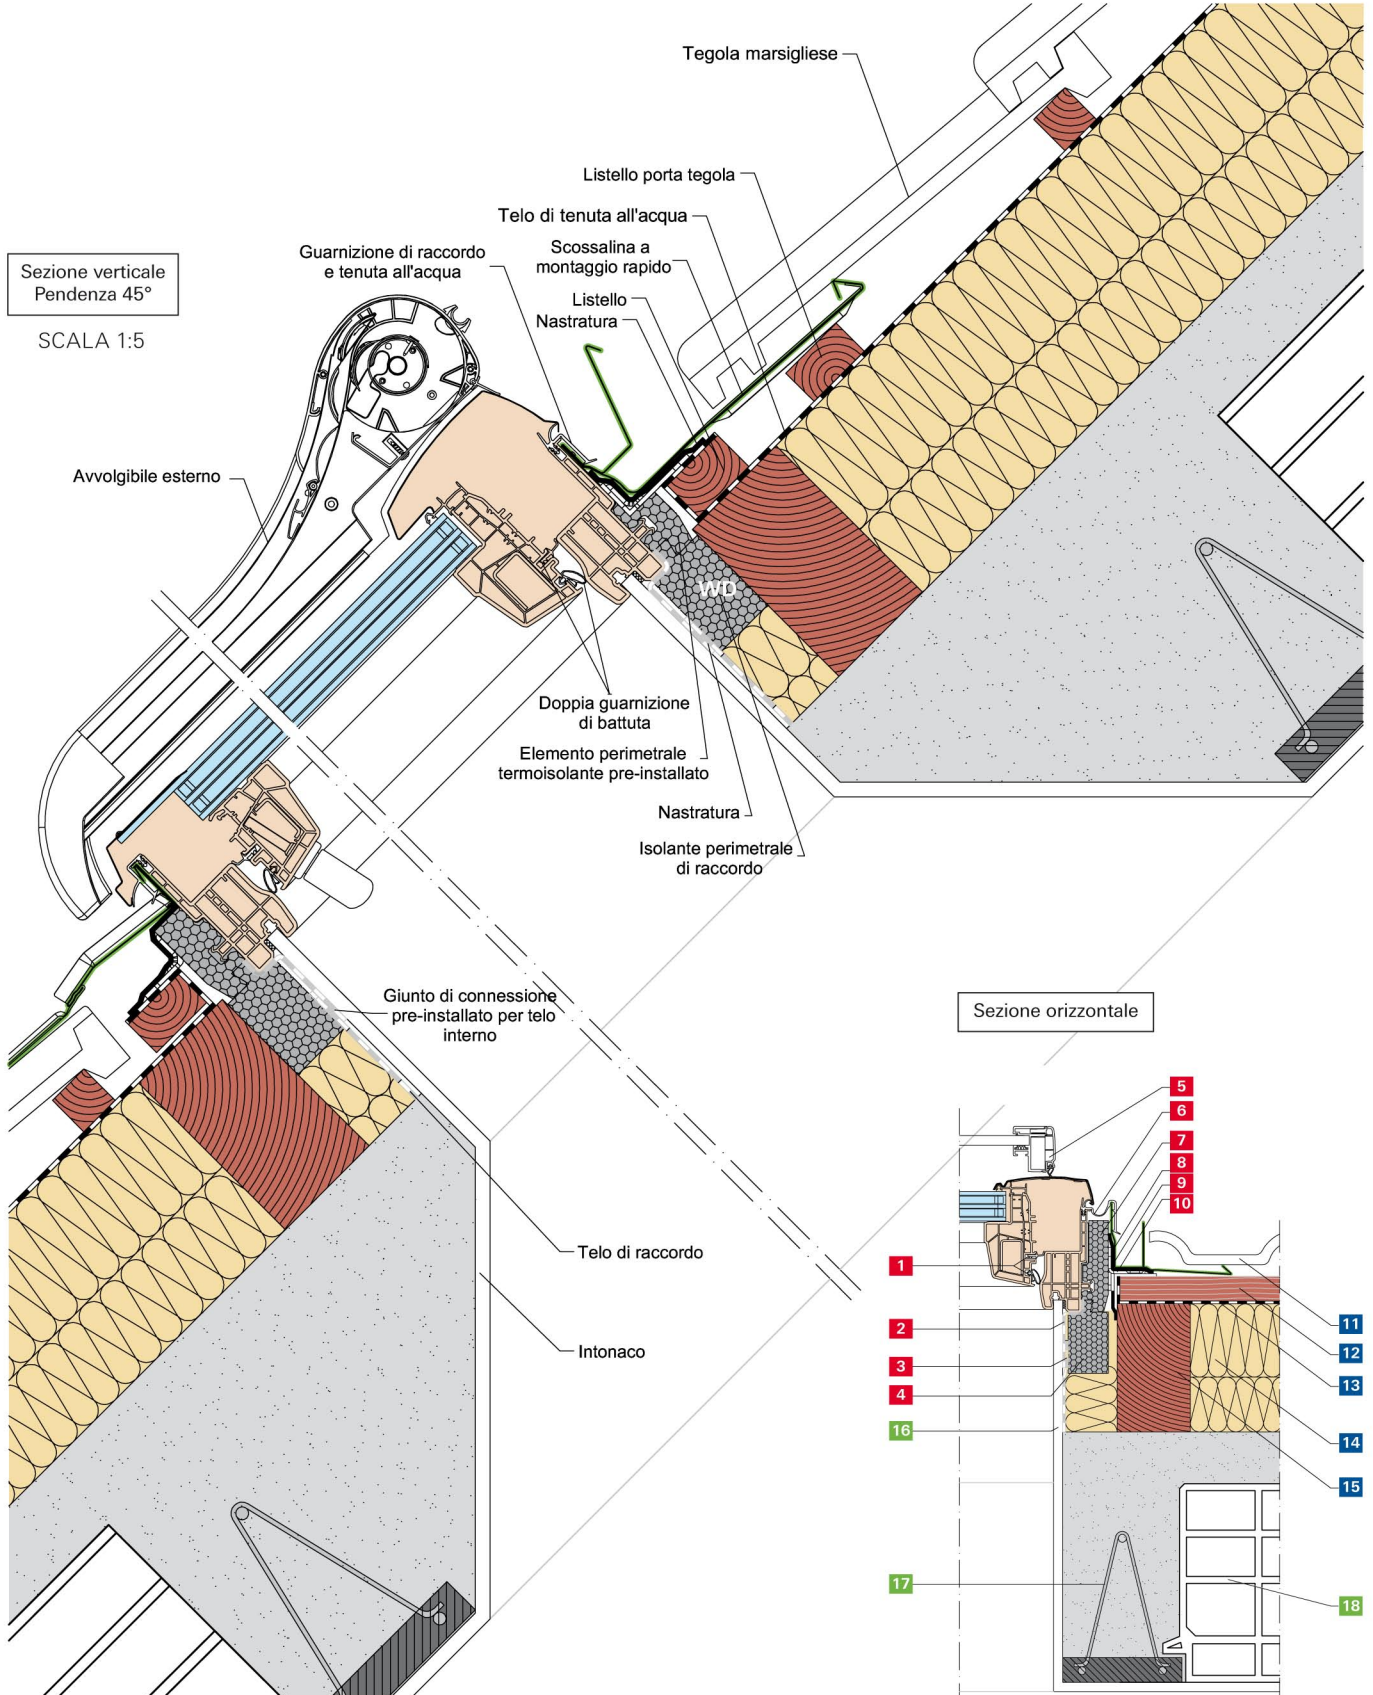 Tegola marsigliese
Listello porta tegola
Telo di tenuta all'acqua
Guarnizione di raccordo
e tenuta all'acqua
Scossalina a
montaggio rapido
Sezione verticale
Pendenza 45°
SCALA 1:5
Listello
Nastratura
Avvolgibile esterno
WD
Doppia guarnizione
di battuta
Elemento perimetrale
termoisolante pre-installato
Nastratura
Isolante perimetrale
di raccordo
Giunto di connessione
pre-installato per telo
interno
Sezione orizzontale
Telo di raccordo
Intonaco
5
6
7
8
9
10
1
2
3
4
16
11
12
13
14
15
17
18